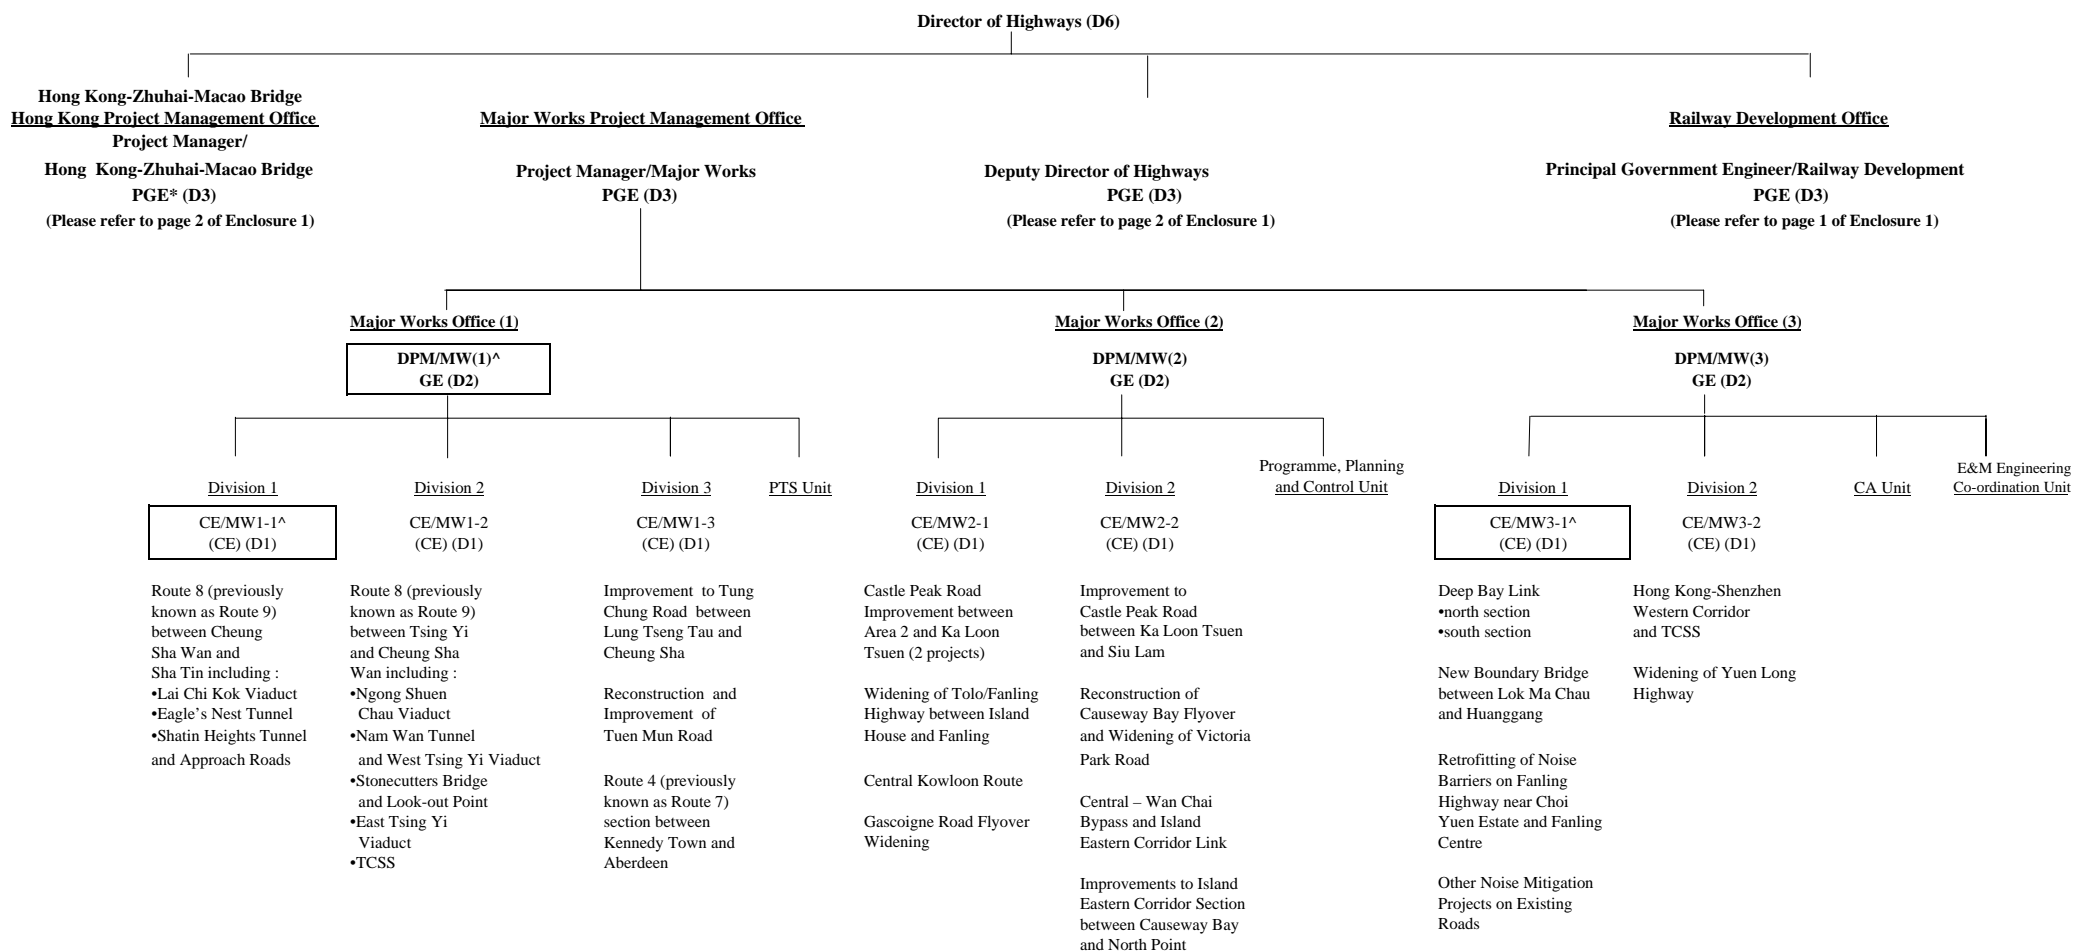 Director of Highways (D6)
Hong Kong-Zhuhai-Macao Bridge
Hong Kong Project Management Office
Project Manager/
Hong Kong-Zhuhai-Macao Bridge
PGE* (D3)
(Please refer to page 2 of Enclosure 1)
Major Works Project Management Office
Project Manager/Major Works
PGE (D3)
Deputy Director of Highways
PGE (D3)
(Please refer to page 2 of Enclosure 1)
Railway Development Office
Principal Government Engineer/Railway Development
PGE (D3)
(Please refer to page 1 of Enclosure 1)
Major Works Office (1)
DPM/MW(1)^
GE (D2)
Major Works Office (2)
DPM/MW(2)
GE (D2)
Major Works Office (3)
DPM/MW(3)
GE (D2)
Division 1
CE/MW1-1^
(CE) (D1)
Route 8 (previously
known as Route 9)
between Cheung
Sha Wan and
Sha Tin including :
•Lai Chi Kok Viaduct
•Eagle's Nest Tunnel
•Shatin Heights Tunnel
and Approach Roads
Division 2
CE/MW1-2
(CE) (D1)
Route 8 (previously
known as Route 9)
between Tsing Yi
and Cheung Sha
Wan including :
•Ngong Shuen
Chau Viaduct
•Nam Wan Tunnel
and West Tsing Yi Viaduct
•Stonecutters Bridge
and Look-out Point
•East Tsing Yi
Viaduct
•TCSS
Division 3
CE/MW1-3
(CE) (D1)
Improvement to Tung
Chung Road between
Lung Tseng Tau and
Cheung Sha
Reconstruction and
Improvement of
Tuen Mun Road
Route 4 (previously
known as Route 7)
section between
Kennedy Town and
Aberdeen
PTS Unit
Division 1
CE/MW2-1
(CE) (D1)
Castle Peak Road
Improvement between
Area 2 and Ka Loon
Tsuen (2 projects)
Widening of Tolo/Fanling
Highway between Island
House and Fanling
Central Kowloon Route
Gascoigne Road Flyover
Widening
Division 2
CE/MW2-2
(CE) (D1)
Improvement to
Castle Peak Road
between Ka Loon Tsuen
and Siu Lam
Reconstruction of
Causeway Bay Flyover
and Widening of Victoria
Park Road
Central – Wan Chai
Bypass and Island
Eastern Corridor Link
Improvements to Island
Eastern Corridor Section
between Causeway Bay
and North Point
Programme, Planning
and Control Unit
Division 1
CE/MW3-1^
(CE) (D1)
Deep Bay Link
•north section
•south section
New Boundary Bridge
between Lok Ma Chau
and Huanggang
Retrofitting of Noise
Barriers on Fanling
Highway near Choi
Yuen Estate and Fanling
Centre
Other Noise Mitigation
Projects on Existing
Roads
Division 2
CE/MW3-2
(CE) (D1)
Hong Kong-Shenzhen
Western Corridor
and TCSS
Widening of Yuen Long
Highway
CA Unit
E&M Engineering
Co-ordination Unit